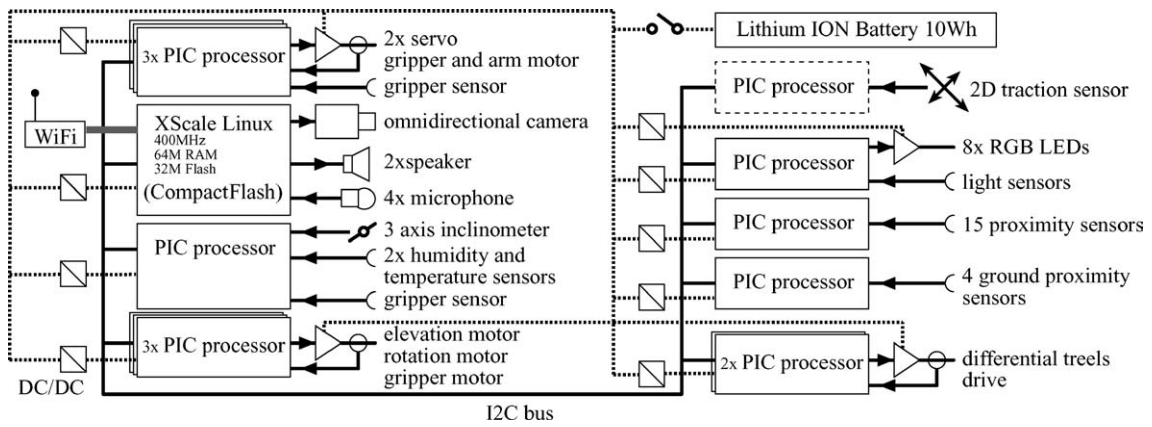 3x PIC processor
2x servo
gripper and arm motor
gripper sensor
WiFi
XScale Linux
400MHz
64M RAM
32M Flash
(CompactFlash)
omnidirectional camera
2xspeaker
4x microphone
PIC processor
3 axis inclinometer
2x humidity and
temperature sensors
gripper sensor
3x PIC processor
elevation motor
rotation motor
gripper motor
DC/DC
I2C bus
Lithium ION Battery 10Wh
PIC processor
2D traction sensor
PIC processor
8x RGB LEDs
light sensors
PIC processor
15 proximity sensors
PIC processor
4 ground proximity
sensors
2x PIC processor
differential treels
drive